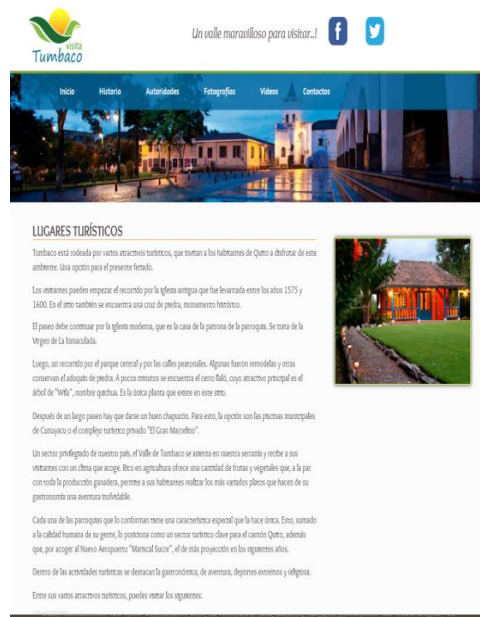 visita
Tumbaco
Un valle maravilloso para visitar..!
Inicio Historia Autoridades Fotografías Videos Contactos
LUGARES TURÍSTICOS
Tumbaco está rodeada por varios atractivos turísticos, que invitan a los habitantes de Quito a disfrutar de este
ambiente. Una opción para el presente feriado.
Los visitantes pueden empezar el recorrido por la iglesia antigua que fue levantada entre los años 1575 y
1600. En el sitio también se encuentra una cruz de piedra, monumento histórico.
El paseo debe continuar por la iglesia moderna, que es la casa de la patrona de la parroquia. Se trata de la
Virgen de La Inmaculada.
Luego, un recorrido por el parque central y por las calles peatonales. Algunas fueron remodelas y otras
conservan el adoquín de piedra. A pocos minutos se encuentra el cerro Ilaló, cuyo atractivo principal es el
árbol de "Wila", nombre quichua. Es la única planta que existe en este sitio.
Después de un largo paseo hay que darse un buen chapuzón. Para esto, la opción son las piscinas municipales
de Cunuyacu o el complejo turístico privado "El Gran Marcelino".
Un sector privilegiado de nuestro país, el Valle de Tumbaco se asienta en nuestra serranía y recibe a sus
visitantes con un clima que acoge. Rico en agricultura ofrece una cantidad de frutas y vegetales que, a la par
con toda la producción ganadera, permite a sus habitantes realizar los más variados platos que hacen de su
gastronomía una aventura inolvidable.
Cada una de las parroquias que lo conforman tiene una característica especial que la hace única. Esto, sumado
a la calidad humana de su gente, lo posiciona como un sector turístico clave para el cantón Quito, además
que, por acoger al Nuevo Aeropuerto "Mariscal Sucre", el de más proyección en los siguientes años.
Dentro de las actividades turísticas se destacan la gastronómica, de aventura, deportes extremos y religiosa.
Entre sus varios atractivos turísticos, puedes visitar los siguientes: